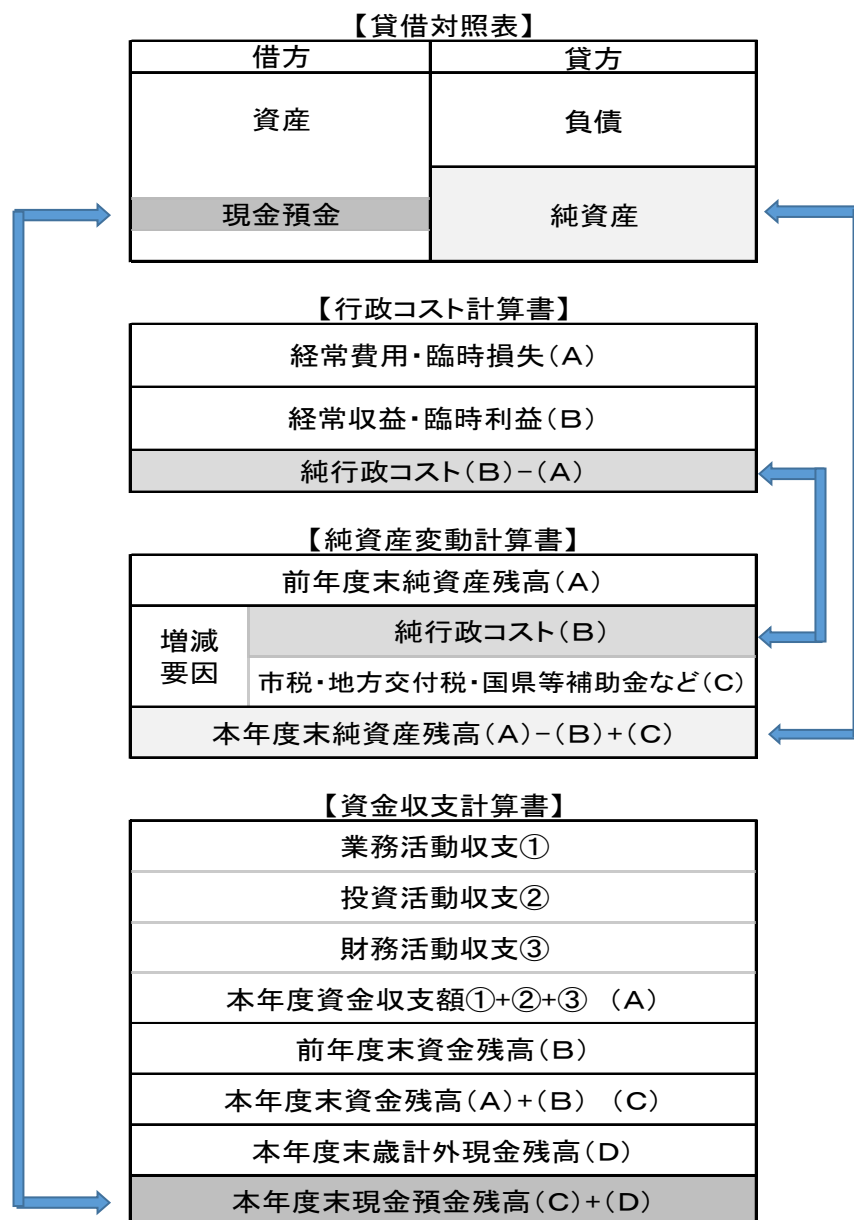 【貸借対照表】
借方
貸方
資産
負債
現金預金
純資産
【行政コスト計算書】
経常費用・臨時損失(A)
経常収益・臨時利益(B)
純行政コスト(B)-(A)
【純資産変動計算書】
前年度末純資産残高(A)
増減
要因
純行政コスト(B)
市税・地方交付税・国県等補助金など(C)
本年度末純資産残高(A)-(B)+(C)
【資金収支計算書】
業務活動収支①
投資活動収支②
財務活動収支③
本年度資金収支額①+②+③ (A)
前年度末資金残高(B)
本年度末資金残高(A)+(B) (C)
本年度末歳計外現金残高(D)
本年度末現金預金残高(C)+(D)